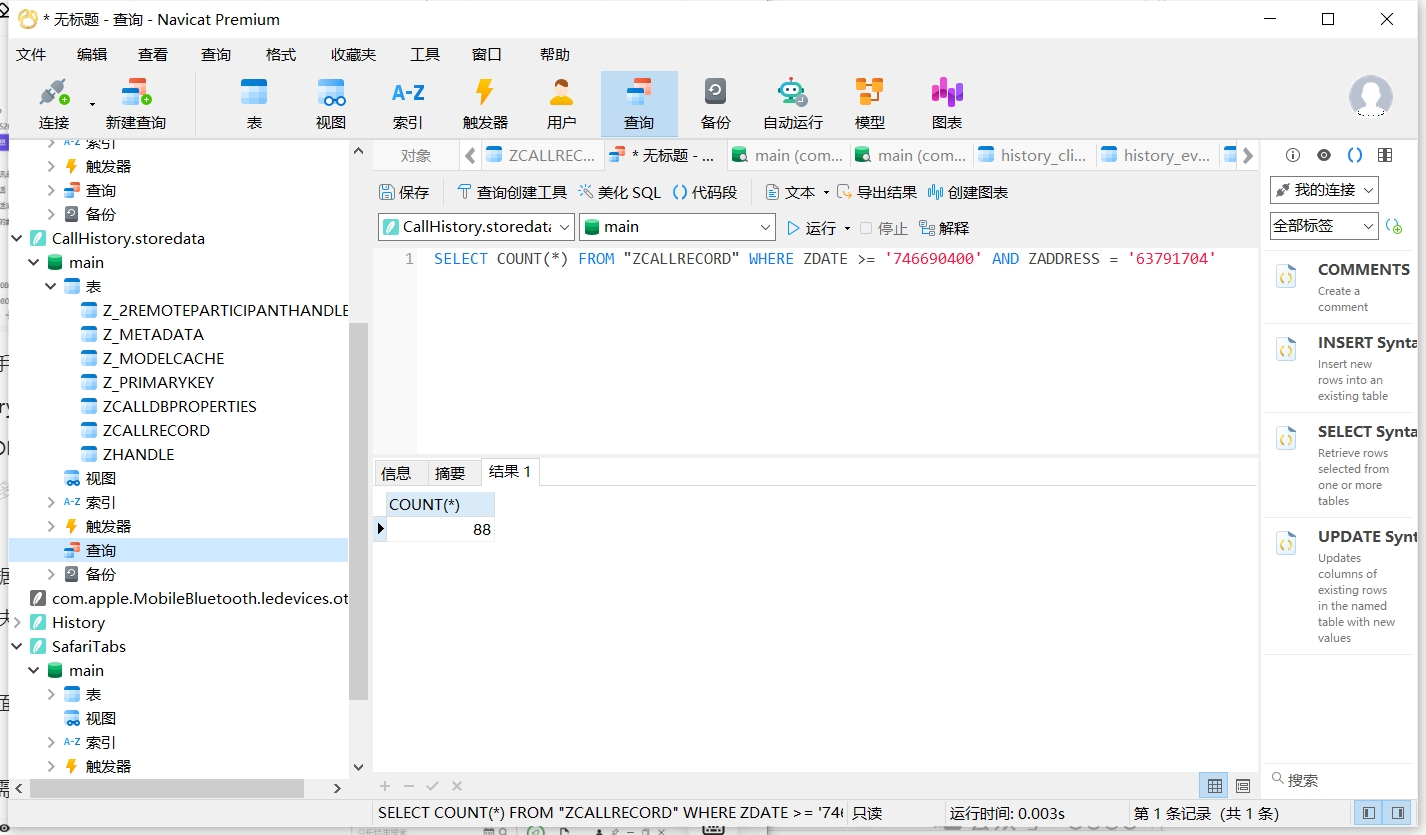 * 无标题 - 查询 - Navicat Premium
文件 编辑 查看 查询 格式 收藏夹 工具 窗口 帮助
连接 新建查询 表 视图 A-Z 索引 触发器 用户 查询 备份 自动运行 模型 图表
A-Z 索引
触发器
查询
备份
CallHistory.storedata
main
表
Z_2REMOTEPARTICIPANTHANDLE
Z_METADATA
Z_MODELCACHE
Z_PRIMARYKEY
ZCALLDBPROPERTIES
ZCALLRECORD
ZHANDLE
视图
A-Z 索引
触发器
查询
备份
com.apple.MobileBluetooth.ledevices.ot
History
SafariTabs
main
表
视图
A-Z 索引
触发器
对象 ZCALLREC... * 无标题 - ... main (com... main (com... history_cli... history_ev...
保存 查询创建工具 美化 SQL () 代码段 文本 导出结果 创建图表
CallHistory.storedata main 运行 停止 解释
1 SELECT COUNT(*) FROM "ZCALLRECORD" WHERE ZDATE >= '746690400' AND ZADDRESS = '63791704'
信息 摘要 结果 1
COUNT(*)
88
我的连接
全部标签
COMMENTS
Create a
comment
INSERT Synta
Insert new
rows into an
existing table
SELECT Synta
Retrieve rows
selected from
one or more
tables
UPDATE Synt
Updates
columns of
existing rows
in the named
table with new
values
搜索
SELECT COUNT(*) FROM "ZCALLRECORD" WHERE ZDATE >= '746 只读 运行时间: 0.003s 第 1 条记录 (共 1 条)